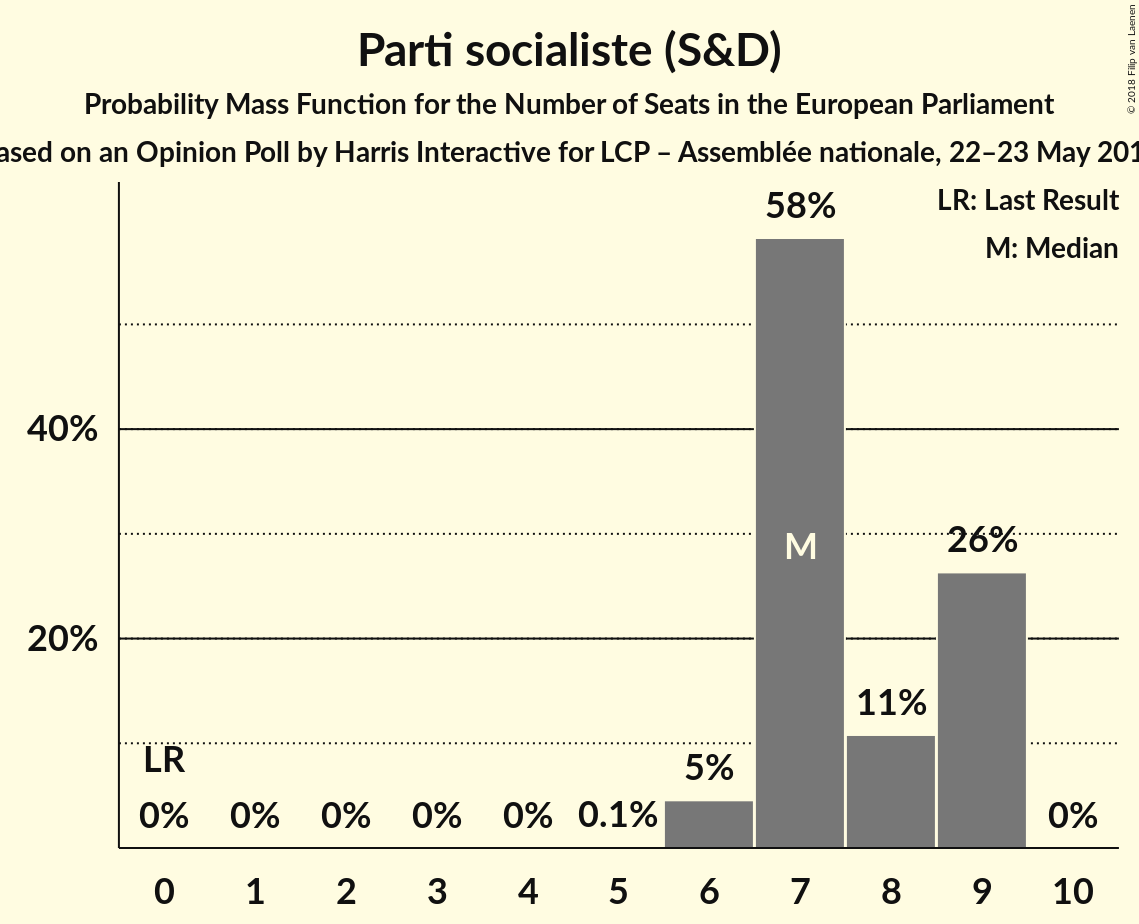 Parti socialiste (S&D)
Probability Mass Function for the Number of Seats in the European Parliament
ased on an Opinion Poll by Harris Interactive for LCP – Assemblée nationale, 22–23 May 201
© 2018 Filip van Laenen
LR: Last Result
M: Median
58%
40%
M
26%
20%
11%
LR
5%
0% 0% 0% 0% 0% 0.1% 0%
0 1 2 3 4 5 6 7 8 9 10